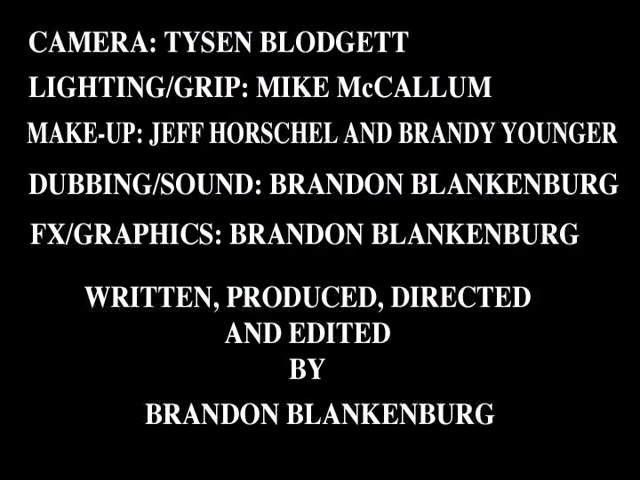 CAMERA: TYSEN BLODGETT
LIGHTING/GRIP: MIKE McCALLUM
MAKE-UP: JEFF HORSCHEL AND BRANDY YOUNGER
DUBBING/SOUND: BRANDON BLANKENBURG
FX/GRAPHICS: BRANDON BLANKENBURG
WRITTEN, PRODUCED, DIRECTED
AND EDITED
BY
BRANDON BLANKENBURG